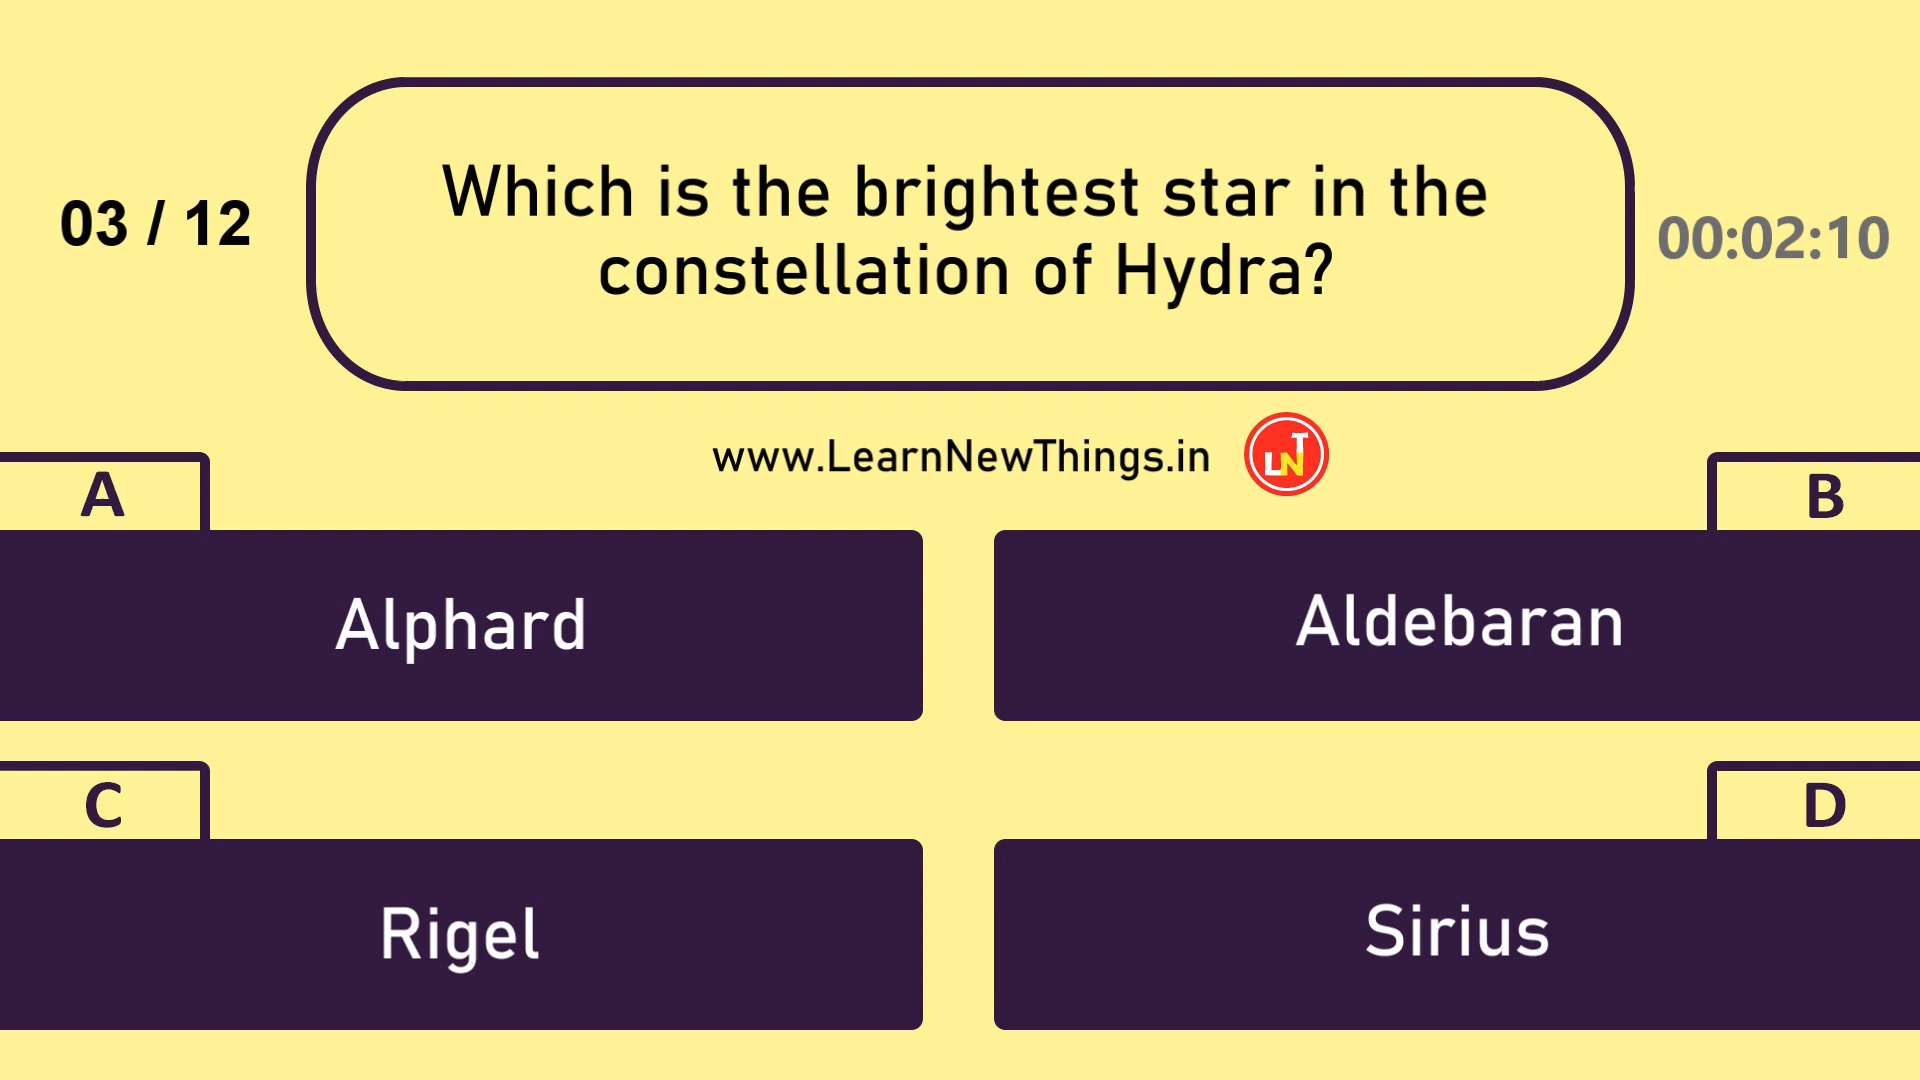 03 / 12
Which is the brightest star in the
constellation of Hydra?
00:02:10
www.LearnNewThings.in
LNT
A
Alphard
B
Aldebaran
C
Rigel
D
Sirius